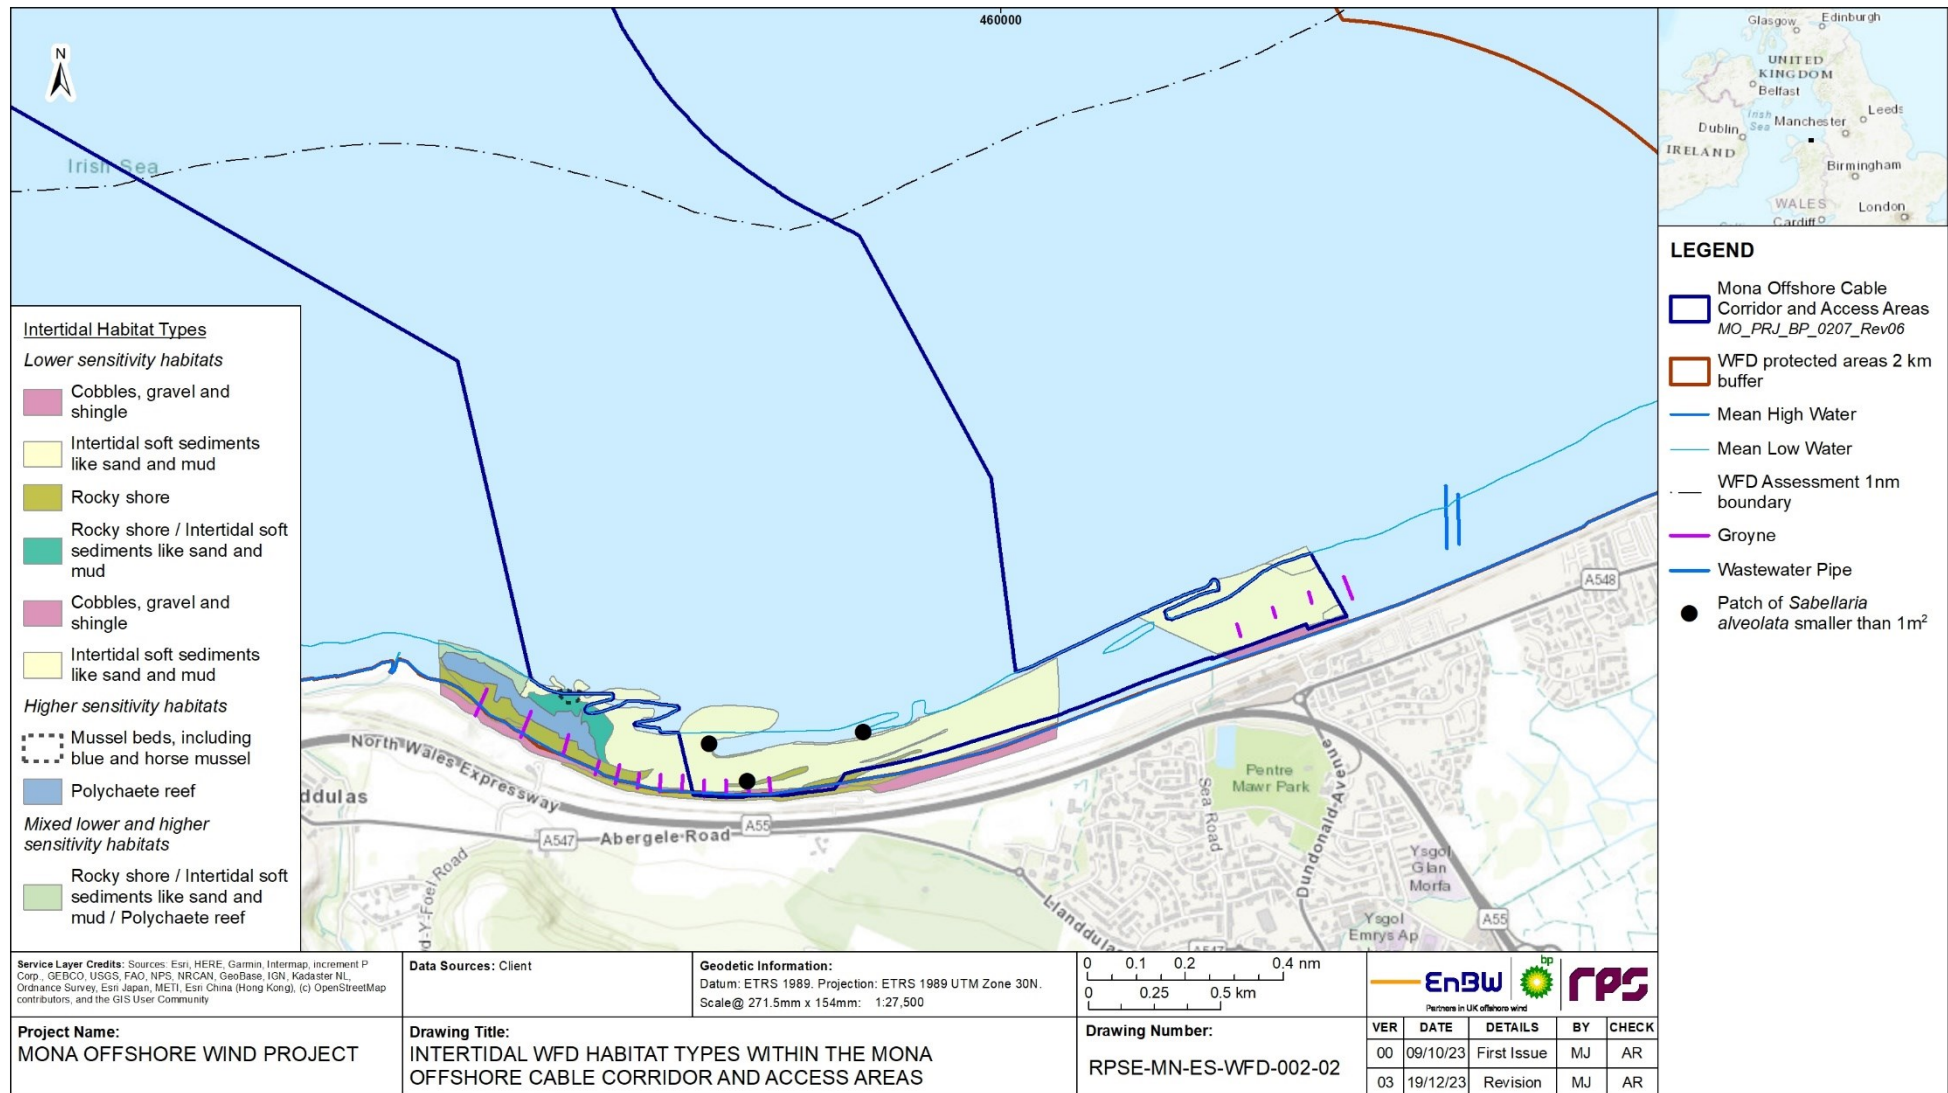 460000
N
Irish Sea
Glasgow
Edinburgh
UNITED
KINGDOM
Belfast
Leeds
Irish
Sea
Manchester
Dublin
IRELAND
Birmingham
WALES
London
Cardiff
LEGEND
Mona Offshore Cable
Corridor and Access Areas
MO_PRJ_BP_0207_Rev06
WFD protected areas 2 km
buffer
Mean High Water
Mean Low Water
WFD Assessment 1nm
boundary
Groyne
Wastewater Pipe
Patch of Sabellaria
alveolata smaller than 1m²
Intertidal Habitat Types
Lower sensitivity habitats
Cobbles, gravel and
shingle
Intertidal soft sediments
like sand and mud
Rocky shore
Rocky shore / Intertidal soft
sediments like sand and
mud
Cobbles, gravel and
shingle
Intertidal soft sediments
like sand and mud
Higher sensitivity habitats
Mussel beds, including
blue and horse mussel
Polychaete reef
Mixed lower and higher
sensitivity habitats
Rocky shore / Intertidal soft
sediments like sand and
mud / Polychaete reef
A548
North Wales Expressway
ddulas
A547
Abergele Road
A55
d-Y-Foel Road
Llanddulas
A547
Sea Road
Pentre
Mawr Park
Dundonald Avenue
Ysgol
Glan
Morfa
Ysgol
Emrys Ap
A55
Service Layer Credits: Sources: Esri, HERE, Garmin, Intermap, increment P
Corp., GEBCO, USGS, FAO, NPS, NRCAN, GeoBase, IGN, Kadaster NL,
Ordnance Survey, Esri Japan, METI, Esri China (Hong Kong), (c) OpenStreetMap
contributors, and the GIS User Community
Data Sources: Client
Geodetic Information:
Datum: ETRS 1989. Projection: ETRS 1989 UTM Zone 30N.
Scale@ 271.5mm x 154mm: 1:27,500
0 0.1 0.2 0.4 nm
0 0.25 0.5 km
EnBW
Partners in UK offshore wind
bp
rps
Project Name:
MONA OFFSHORE WIND PROJECT
Drawing Title:
INTERTIDAL WFD HABITAT TYPES WITHIN THE MONA
OFFSHORE CABLE CORRIDOR AND ACCESS AREAS
Drawing Number:
RPSE-MN-ES-WFD-002-02
VER DATE DETAILS BY CHECK
00 09/10/23 First Issue MJ AR
03 19/12/23 Revision MJ AR